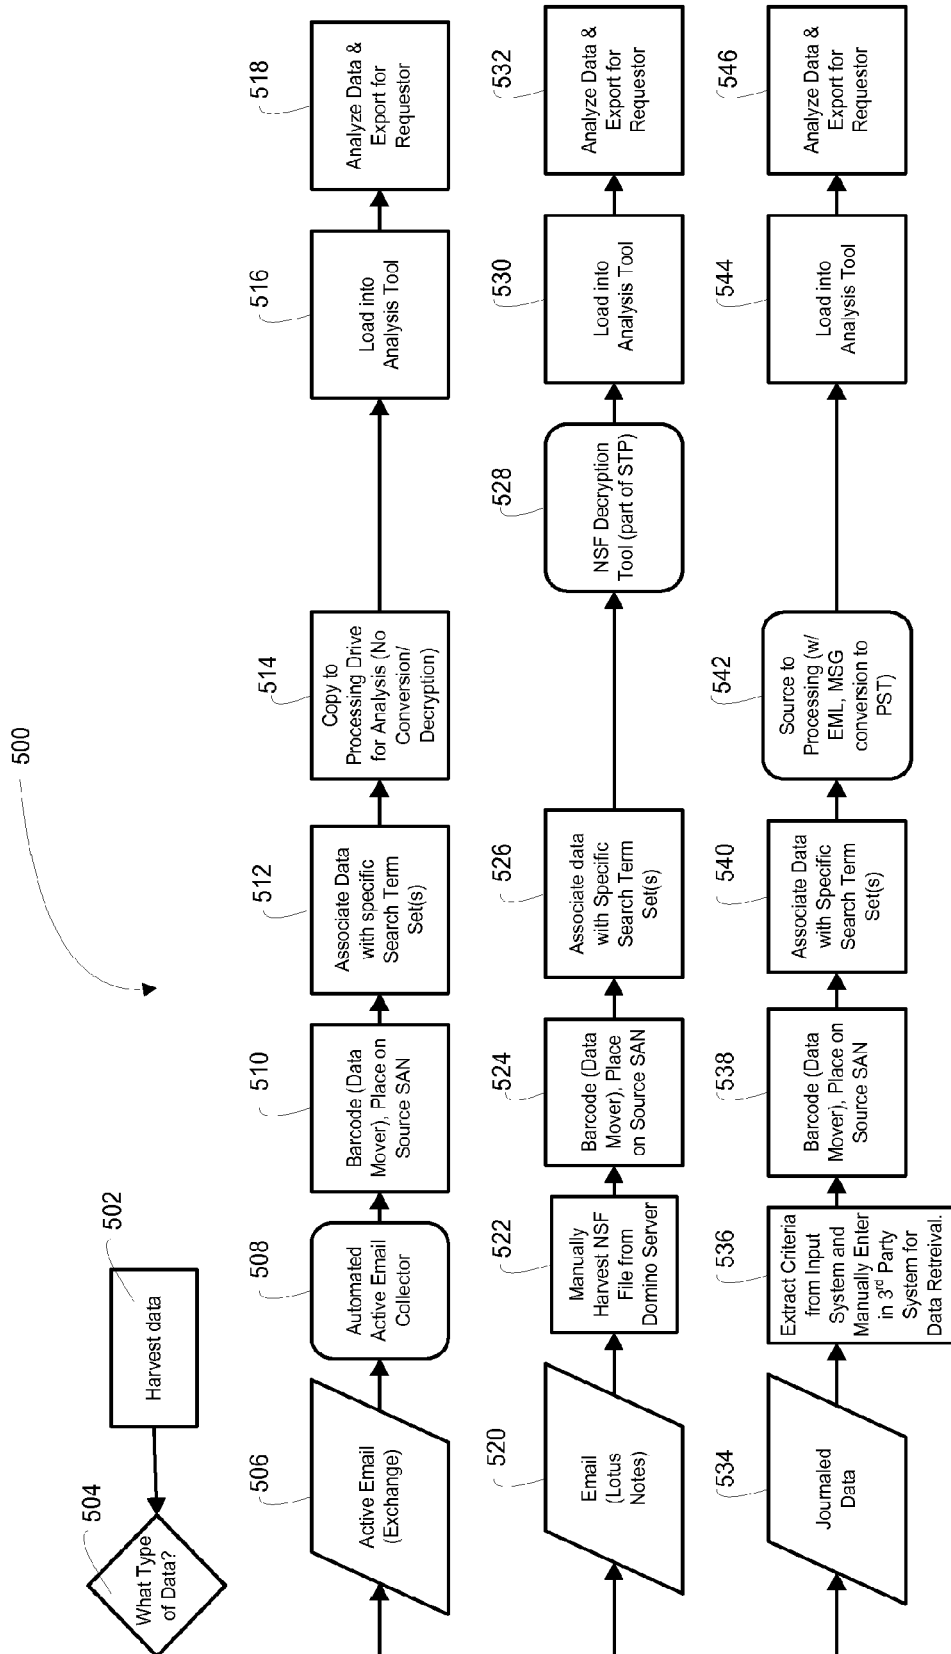 500
502
Harvest data
504
What Type
of Data?
506
Active Email
(Exchange)
508
Automated
Active Email
Collector
510
Barcode (Data
Mover), Place on
Source SAN
512
Associate Data
with specific
Search Term
Set(s)
514
Copy to
Processing Drive
for Analysis (No
Conversion/
Decryption)
516
Load into
Analysis Tool
518
Analyze Data &
Export for
Requestor
520
Email
(Lotus
Notes)
522
Manually
Harvest NSF
File from
Domino Server
524
Barcode (Data
Mover), Place
on Source SAN
526
Associate data
with Specific
Search Term
Set(s)
528
NSF Decryption
Tool (part of STP)
530
Load into
Analysis Tool
532
Analyze Data &
Export for
Requestor
534
Journaled
Data
536
Extract Criteria
from Input
System and
Manually Enter
in 3rd Party
System for
Data Retreival.
538
Barcode (Data
Mover), Place on
Source SAN
540
Associate Data
with Specific
Search Term
Set(s)
542
Source to
Processing (w/
EML, MSG
conversion to
PST)
544
Load into
Analysis Tool
546
Analyze Data &
Export for
Requestor